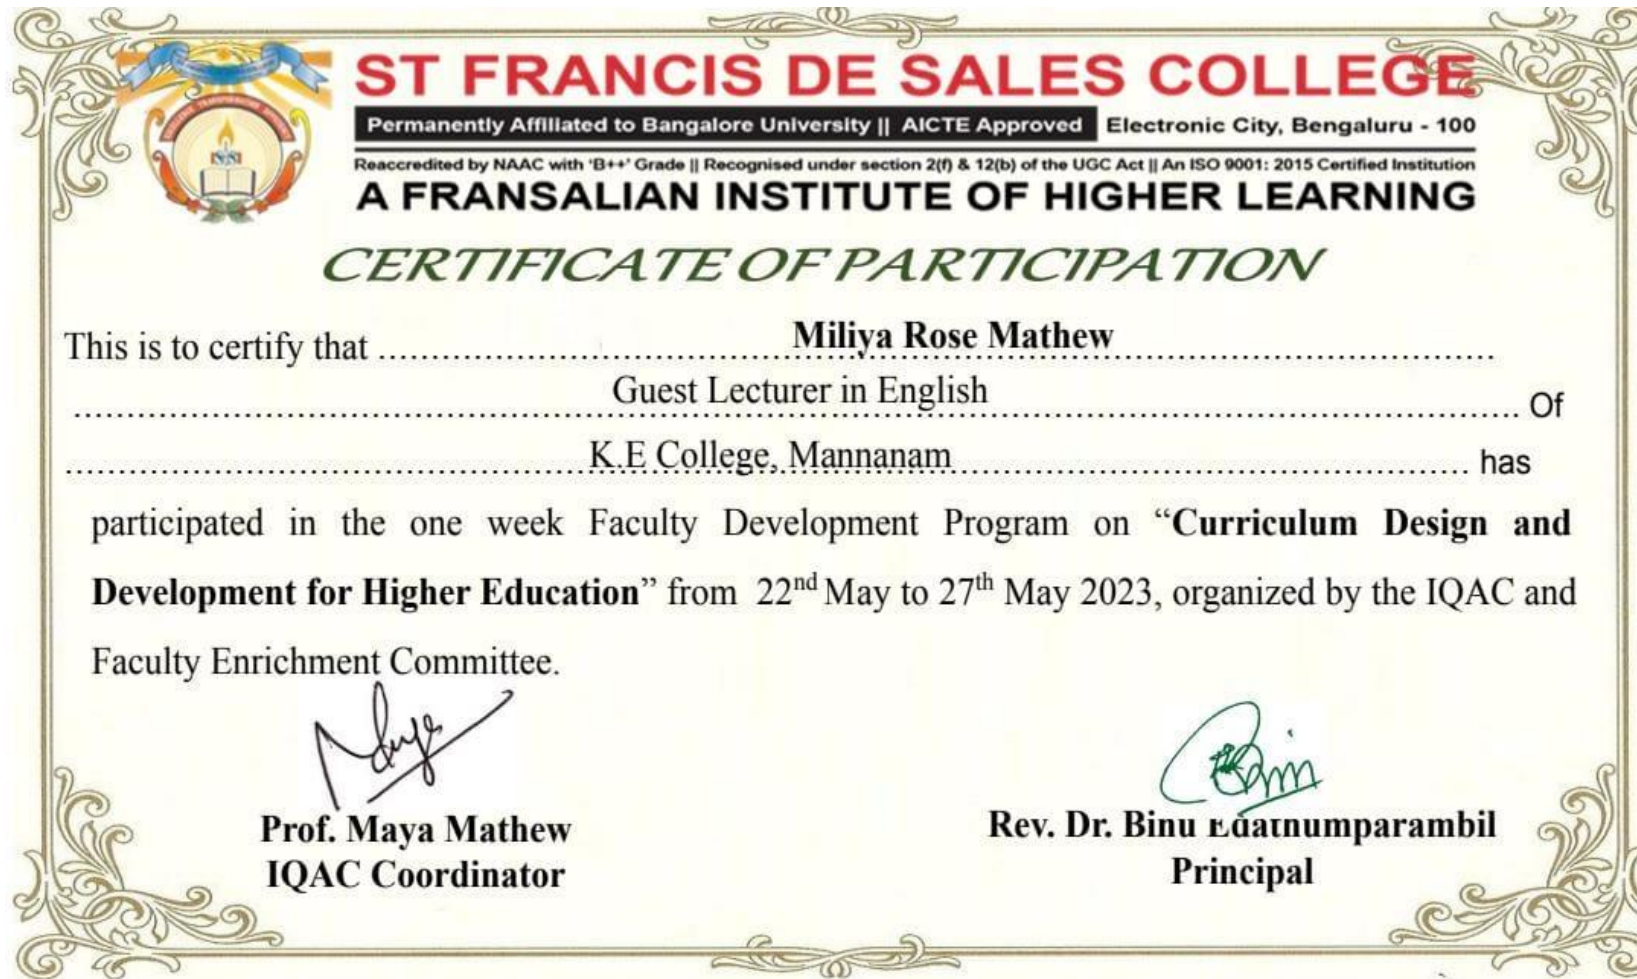 ST FRANCIS DE SALES COLLEGE
Permanently Affiliated to Bangalore University || AICTE Approved Electronic City, Bengaluru - 100
Reaccredited by NAAC with 'B++' Grade || Recognised under section 2(f) & 12(b) of the UGC Act || An ISO 9001: 2015 Certified Institution
A FRANSALIAN INSTITUTE OF HIGHER LEARNING
CERTIFICATE OF PARTICIPATION
This is to certify that Miliya Rose Mathew
Guest Lecturer in English Of
K.E College, Mannanam has
participated in the one week Faculty Development Program on “Curriculum Design and
Development for Higher Education” from 22nd May to 27th May 2023, organized by the IQAC and
Faculty Enrichment Committee.
Prof. Maya Mathew
IQAC Coordinator
Rev. Dr. Binu Edathumparambil
Principal